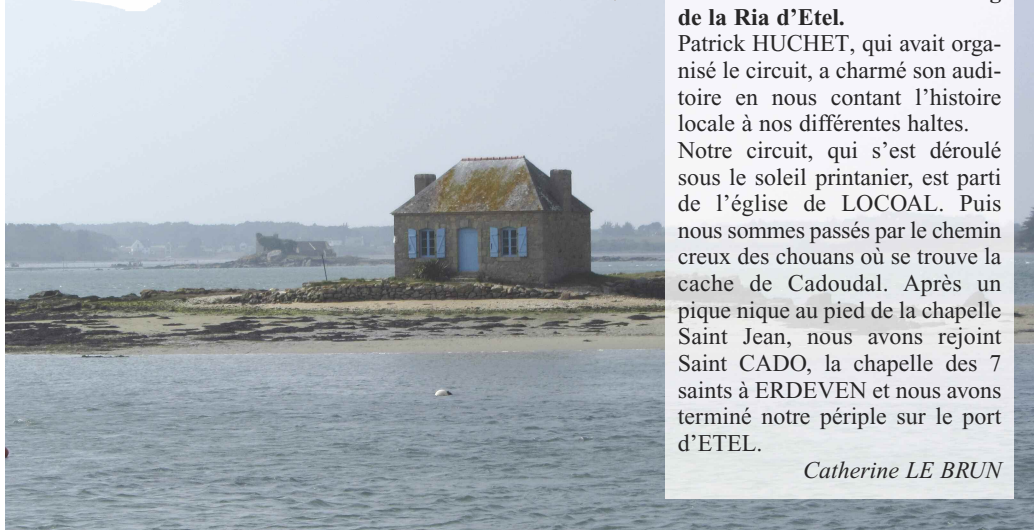 de la Ria d’Etel.
Patrick HUCHET, qui avait orga-
nisé le circuit, a charmé son audi-
toire en nous contant l’histoire
locale à nos différentes haltes.
Notre circuit, qui s’est déroulé
sous le soleil printanier, est parti
de l’église de LOCOAL. Puis
nous sommes passés par le chemin
creux des chouans où se trouve la
cache de Cadoudal. Après un
pique nique au pied de la chapelle
Saint Jean, nous avons rejoint
Saint CADO, la chapelle des 7
saints à ERDEVEN et nous avons
terminé notre périple sur le port
d’ETEL.
Catherine LE BRUN